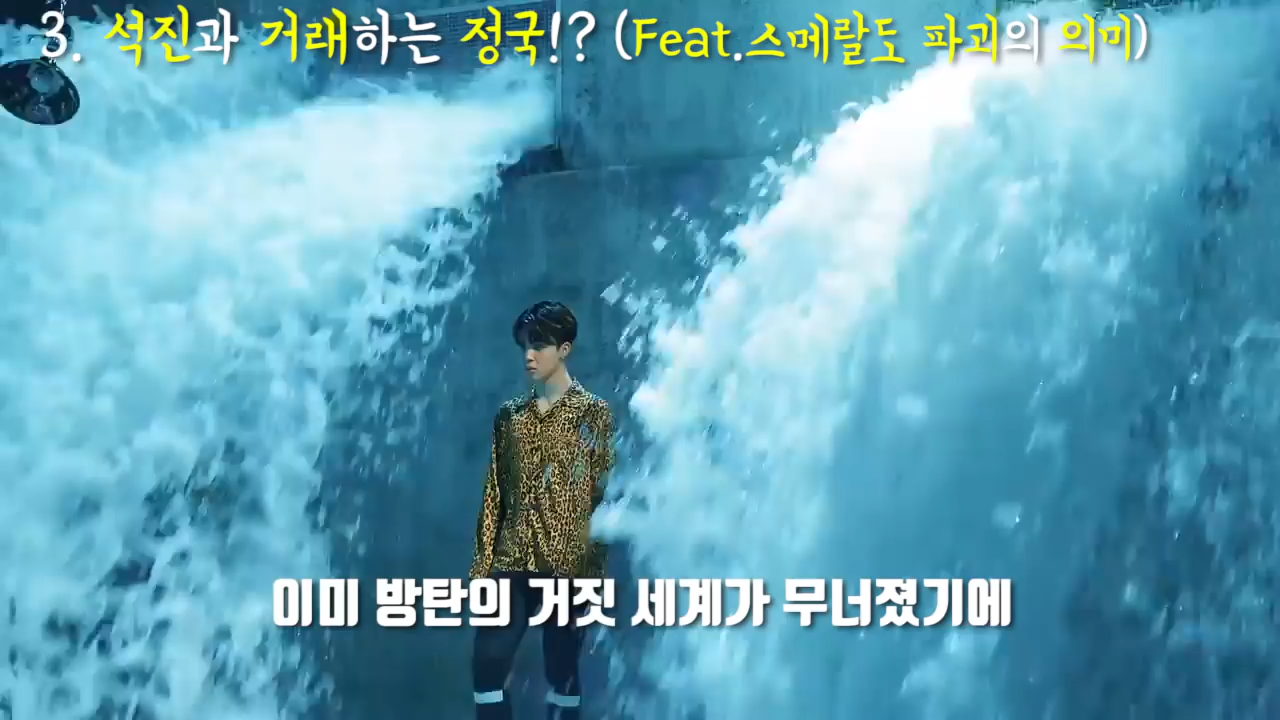 3. 석진과 거래하는 정국!? (Feat.스메랄도 파괴의 의미)
이미 방탄의 거짓 세계가 무너졌기에